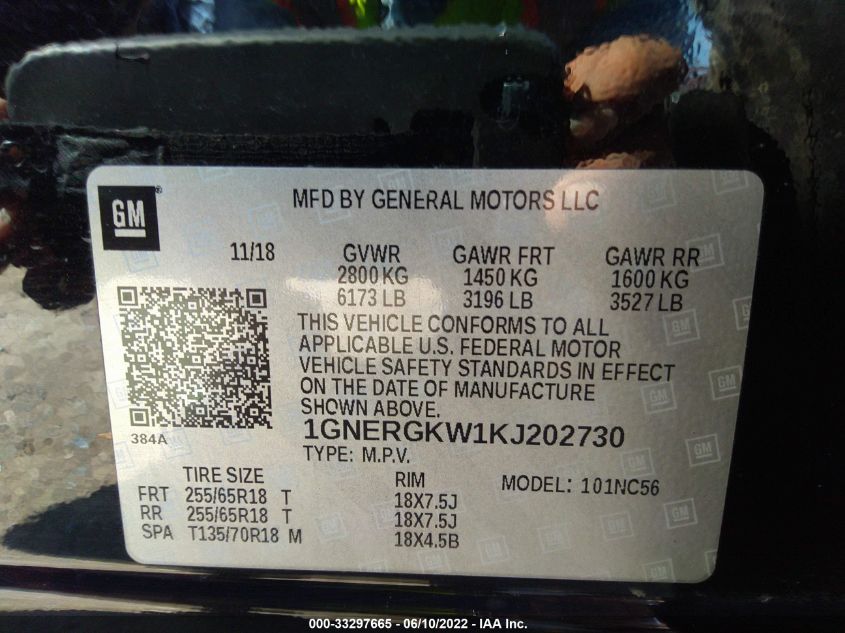 MFD BY GENERAL MOTORS LLC
GM
11/18 GVWR GAWR FRT GAWR RR
2800 KG 1450 KG 1600 KG
6173 LB 3196 LB 3527 LB
THIS VEHICLE CONFORMS TO ALL
APPLICABLE U.S. FEDERAL MOTOR
VEHICLE SAFETY STANDARDS IN EFFECT
ON THE DATE OF MANUFACTURE
SHOWN ABOVE.
384A
1GNERGKW1KJ202730
TYPE: M.P.V.
TIRE SIZE RIM MODEL: 101NC56
FRT 255/65R18 T 18X7.5J
RR 255/65R18 T 18X7.5J
SPA T135/70R18 M 18X4.5B
000-33297665 - 06/10/2022 - IAA Inc.